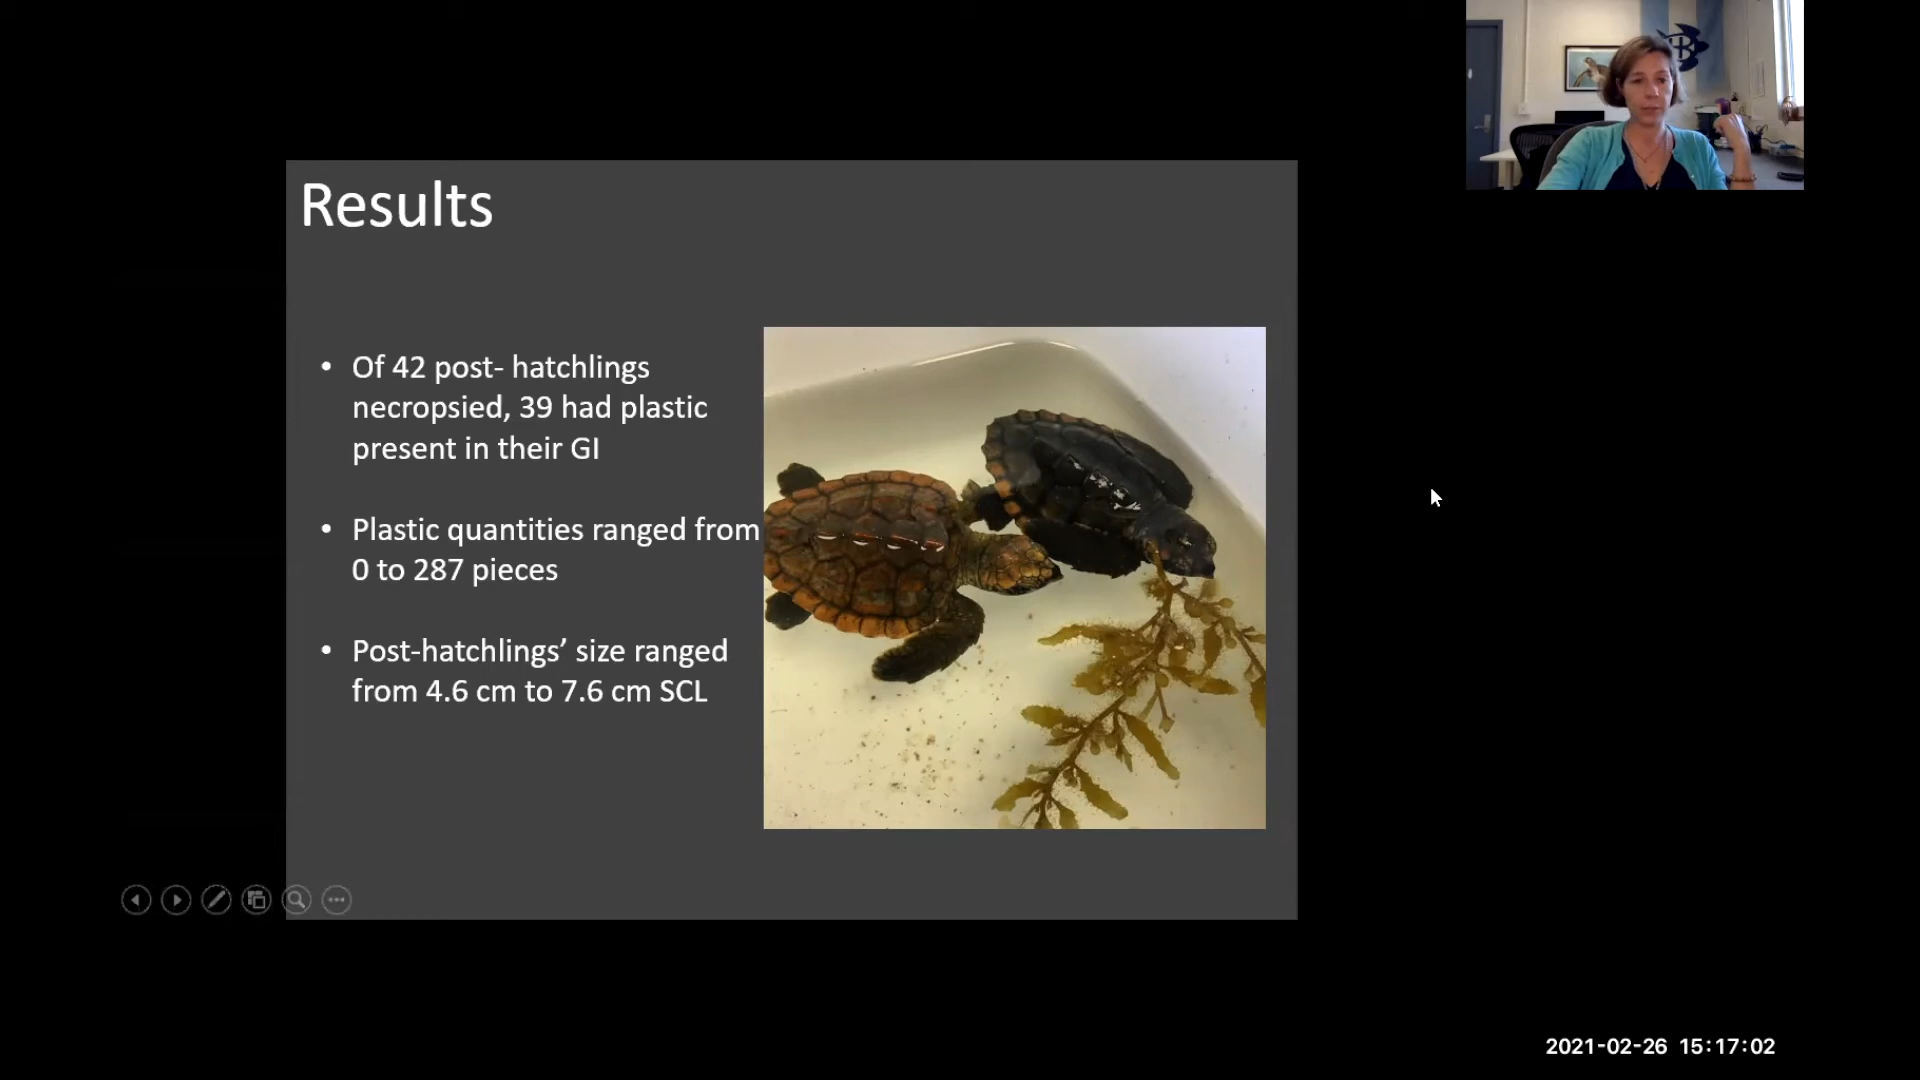 Results
• Of 42 post- hatchlings
necropsied, 39 had plastic
present in their GI
• Plastic quantities ranged from
0 to 287 pieces
• Post-hatchlings’ size ranged
from 4.6 cm to 7.6 cm SCL
2021-02-26 15:17:02